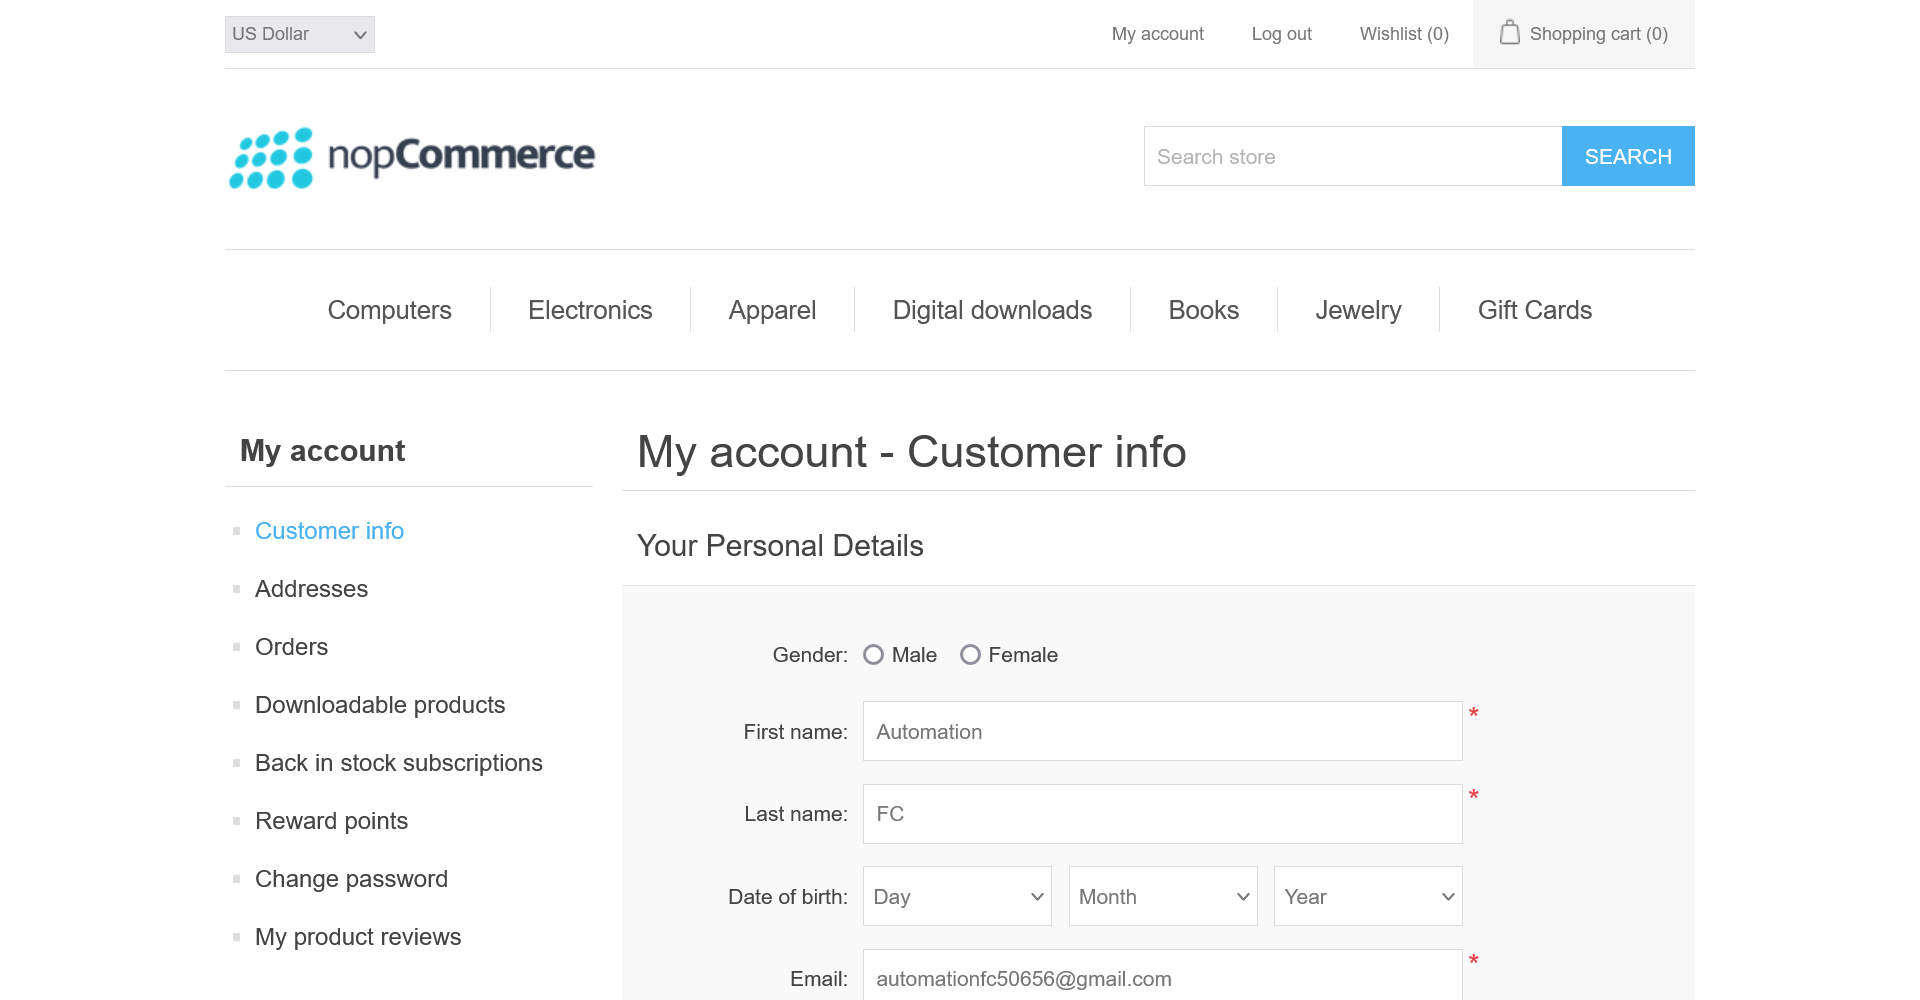 US Dollar
My account
Log out
Wishlist (0)
Shopping cart (0)
nopCommerce
Search store
SEARCH
Computers
Electronics
Apparel
Digital downloads
Books
Jewelry
Gift Cards
My account
Customer info
Addresses
Orders
Downloadable products
Back in stock subscriptions
Reward points
Change password
My product reviews
My account - Customer info
Your Personal Details
Gender: Male Female
First name: Automation *
Last name: FC *
Date of birth: Day Month Year
Email: automationfc50656@gmail.com *